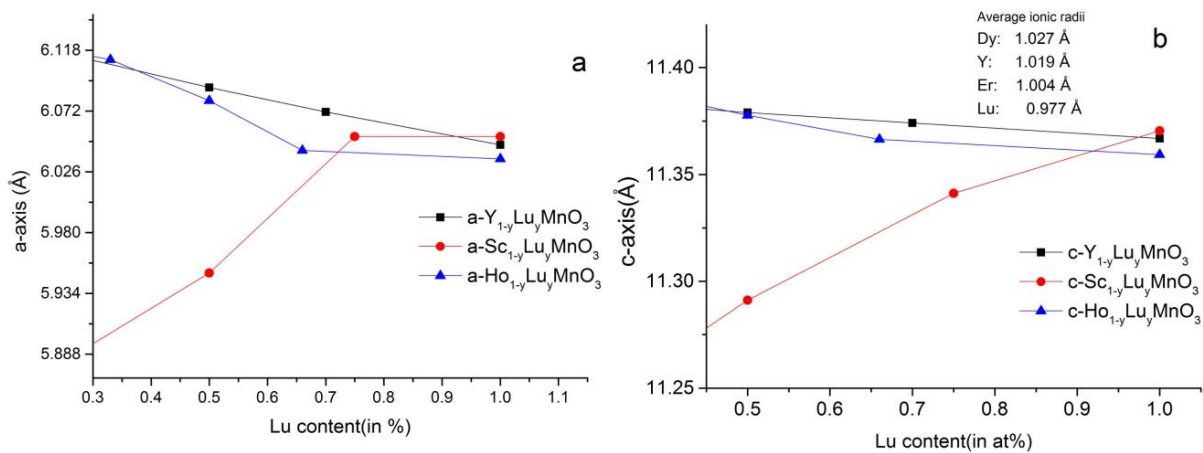 a
6.118
6.072
6.026
5.980
5.934
5.888
a-axis (Å)
a-Y1-yLuyMnO3
a-Sc1-yLuyMnO3
a-Ho1-yLuyMnO3
0.3 0.4 0.5 0.6 0.7 0.8 0.9 1.0 1.1
Lu content(in %)
b
Average ionic radii
Dy: 1.027 Å
Y: 1.019 Å
Er: 1.004 Å
Lu: 0.977 Å
11.40
11.35
11.30
11.25
c-axis(Å)
c-Y1-yLuyMnO3
c-Sc1-yLuyMnO3
c-Ho1-yLuyMnO3
0.5 0.6 0.7 0.8 0.9 1.0
Lu content(in at%)